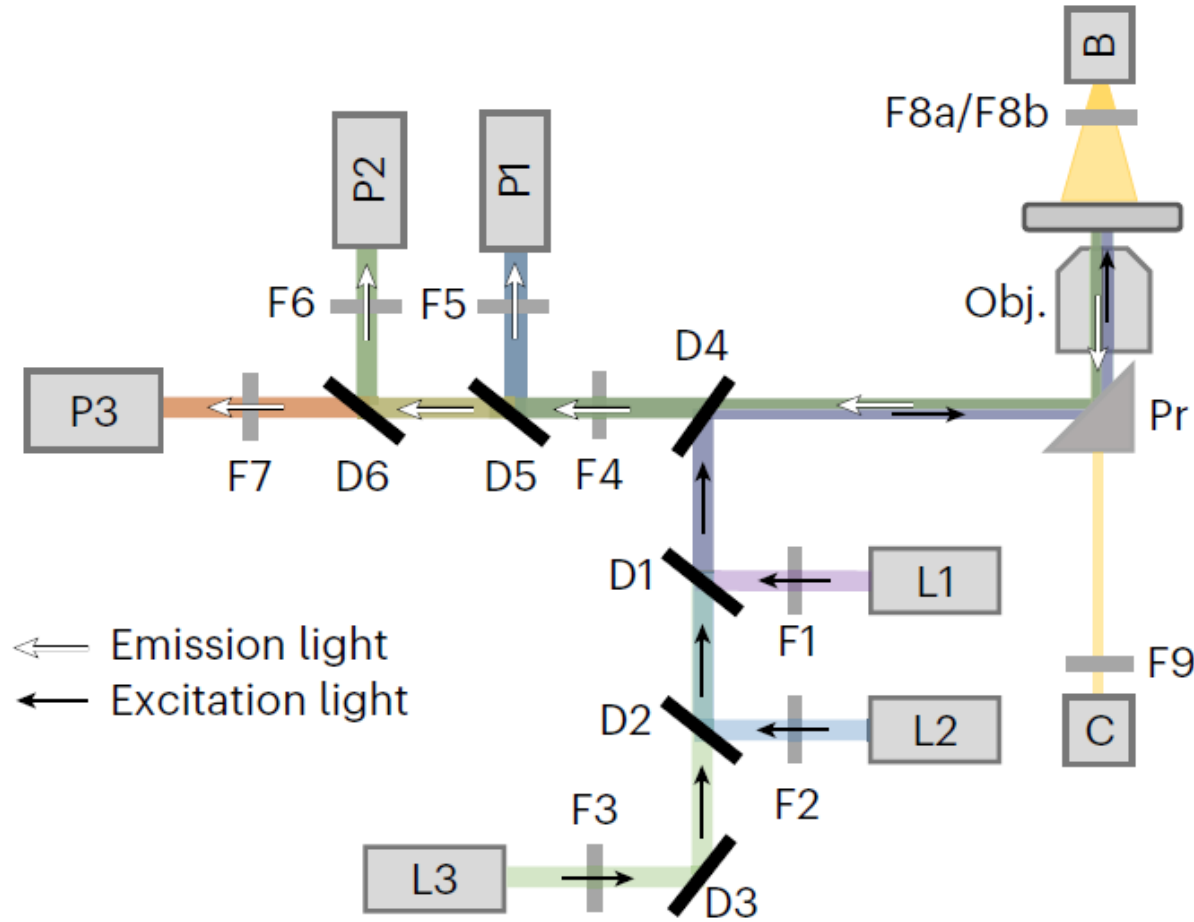 B
F8a/F8b
P2
P1
F6
F5
Obj.
D4
P3
Pr
F7
D6
D5
F4
D1
L1
F1
Emission light
F9
Excitation light
D2
L2
C
F2
F3
L3
D3